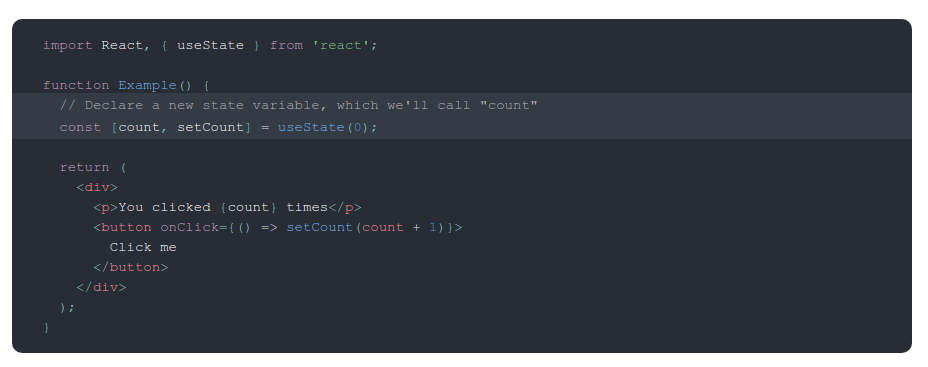 import React, { useState } from 'react';
function Example() {
// Declare a new state variable, which we'll call "count"
const [count, setCount] = useState(0);
return (
<div>
<p>You clicked {count} times</p>
<button onClick={() => setCount(count + 1)}>
Click me
</button>
</div>
);
}